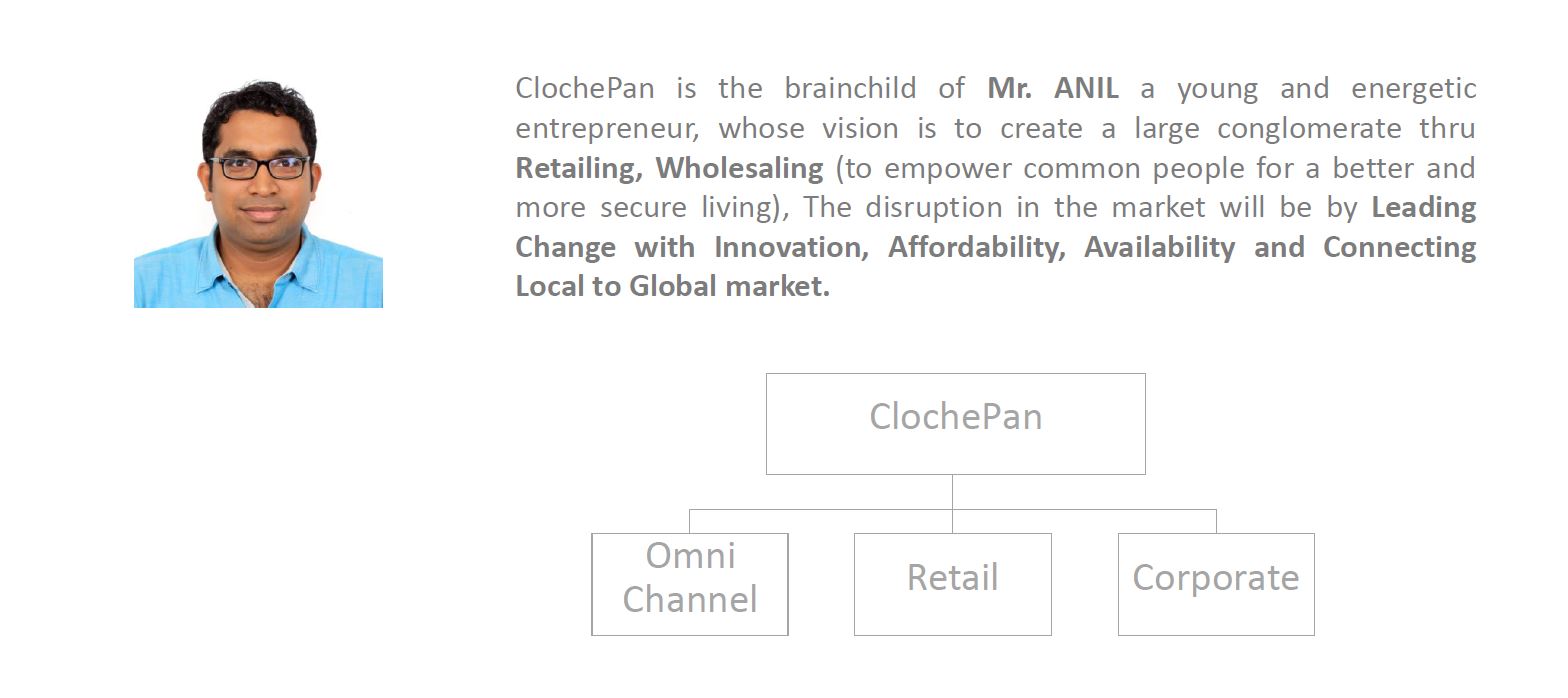 ClochePan is the brainchild of Mr. ANIL a young and energetic
entrepreneur, whose vision is to create a large conglomerate thru
Retailing, Wholesaling (to empower common people for a better and
more secure living), The disruption in the market will be by Leading
Change with Innovation, Affordability, Availability and Connecting
Local to Global market.
ClochePan
Omni
Channel
Retail
Corporate